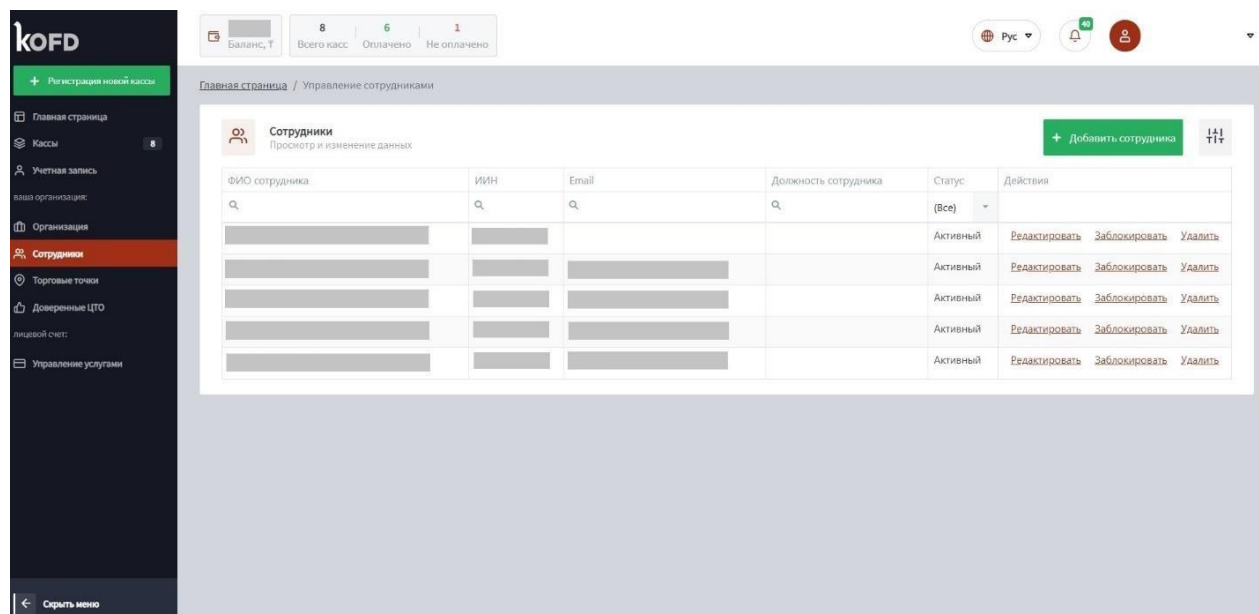 kOFD
Баланс, ₸
8 6 1
Всего касс Оплачено Не оплачено
Рус
40
+ Регистрация новой кассы
Главная страница / Управление сотрудниками
Главная страница
Кассы 8
Учетная запись
ваша организация:
Организация
Сотрудники
Торговые точки
Доверенные ЦТО
лицевой счет:
Управление услугами
Скрыть меню
Сотрудники
Просмотр и изменение данных
+ Добавить сотрудника
ФИО сотрудника ИИН Email Должность сотрудника Статус Действия
(Все)
Активный Редактировать Заблокировать Удалить
Активный Редактировать Заблокировать Удалить
Активный Редактировать Заблокировать Удалить
Активный Редактировать Заблокировать Удалить
Активный Редактировать Заблокировать Удалить